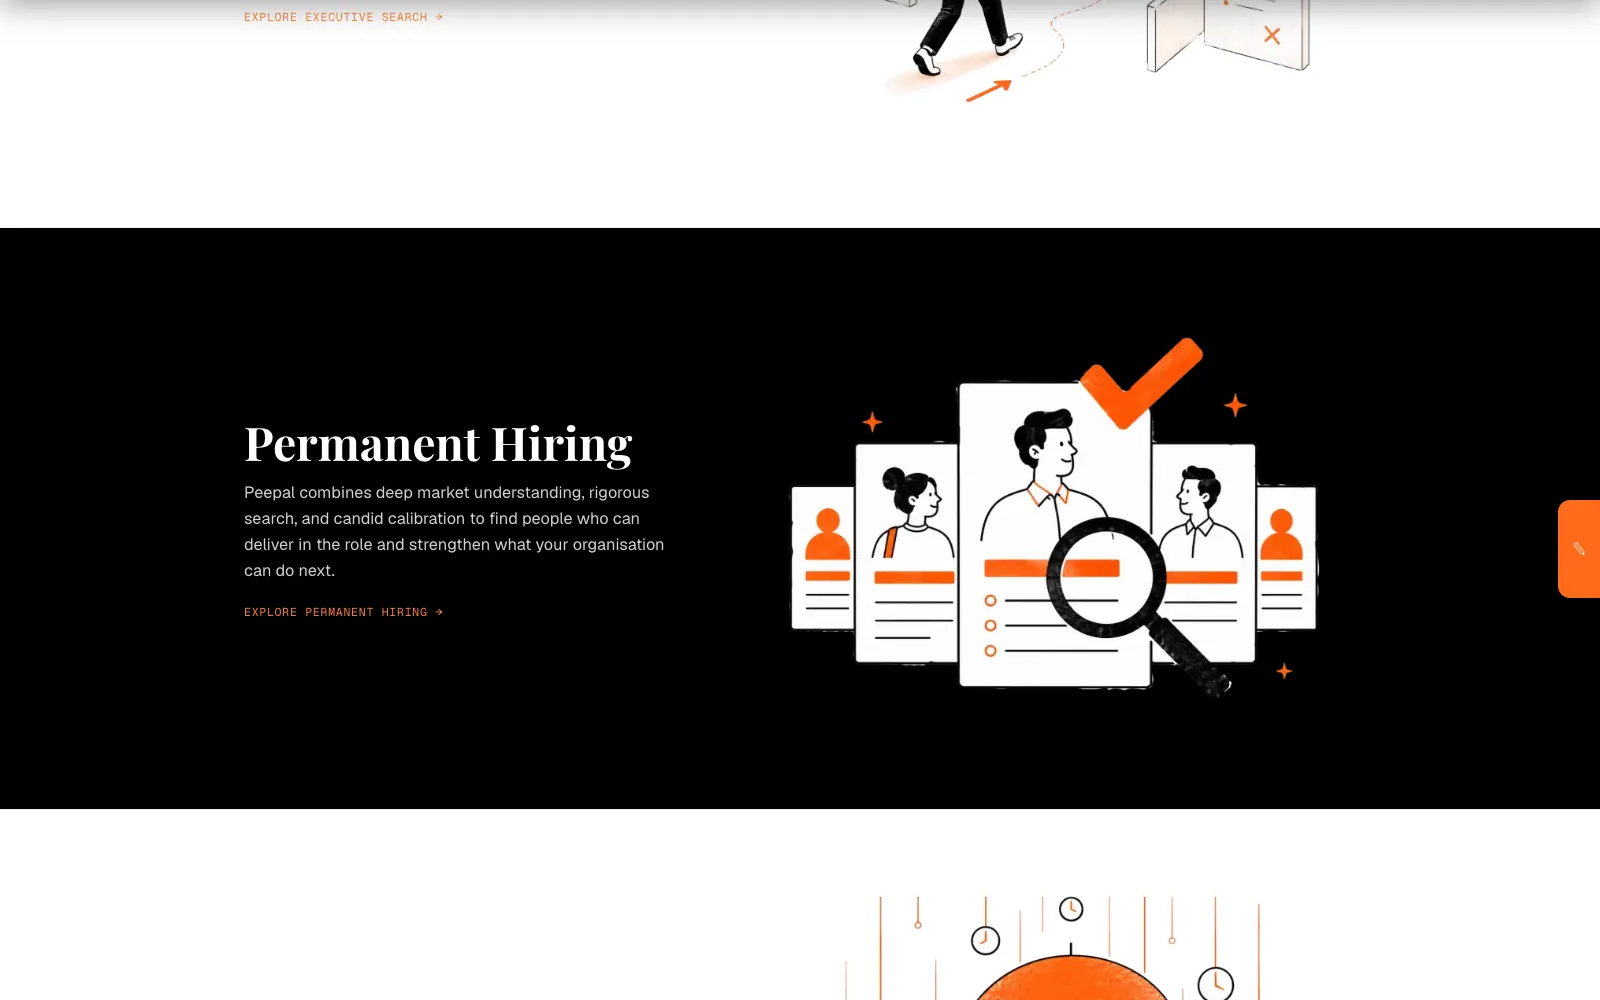 EXPLORE EXECUTIVE SEARCH →
Permanent Hiring
Peepal combines deep market understanding, rigorous
search, and candid calibration to find people who can
deliver in the role and strengthen what your organisation
can do next.
EXPLORE PERMANENT HIRING →